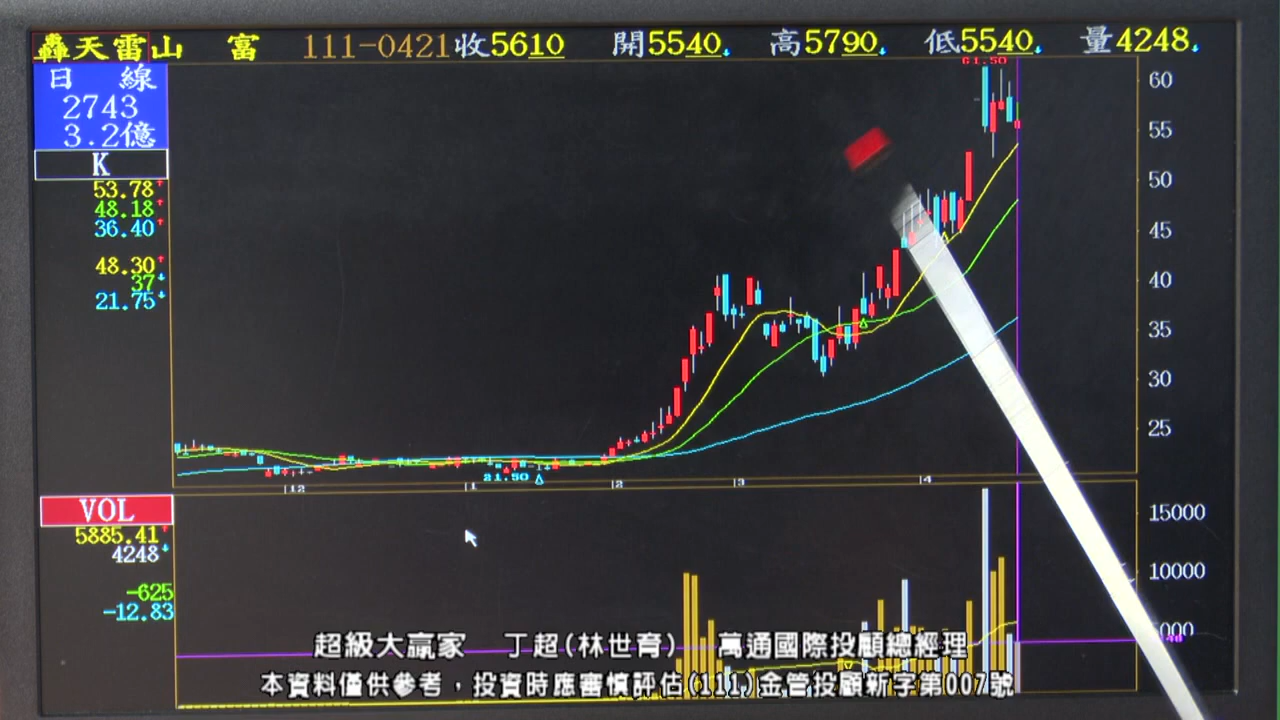 轟天雷山 富 111-0421收5610 開5540 高5790 低5540 量4248
日 線
2743
3.2億
K
53.78
48.18
36.40
48.30
37
21.75
61.50
60
55
50
45
40
35
30
25
21.50
12 1 2 3 4
VOL
5885.41
4248
-625
-12.83
15000
10000
超級大贏家 丁超(林世育) 萬通國際投顧總經理
本資料僅供參考,投資時應審慎評估(111)金管投顧新字第007號